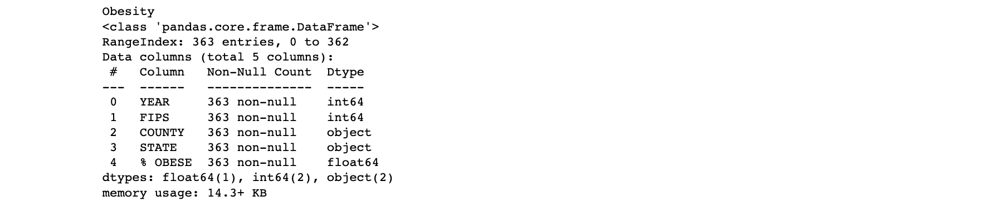 Obesity
<class 'pandas.core.frame.DataFrame'>
RangeIndex: 363 entries, 0 to 362
Data columns (total 5 columns):
 #   Column   Non-Null Count  Dtype
---  ------   --------------  -----
 0   YEAR     363 non-null    int64
 1   FIPS     363 non-null    int64
 2   COUNTY   363 non-null    object
 3   STATE    363 non-null    object
 4   % OBESE  363 non-null    float64
dtypes: float64(1), int64(2), object(2)
memory usage: 14.3+ KB